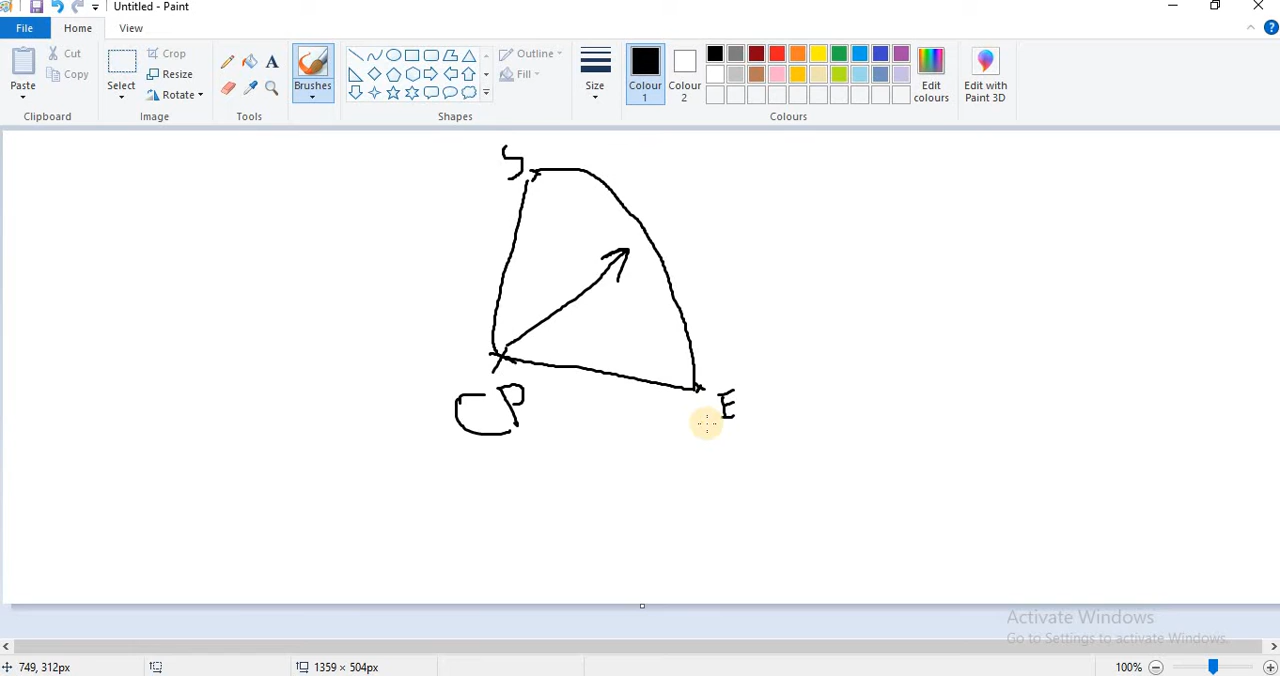 Untitled - Paint
File
Home
View
Paste
Cut
Copy
Clipboard
Select
Crop
Resize
Rotate
Image
Tools
Brushes
Outline
Fill
Shapes
Size
Colour
1
Colour
2
Edit
colours
Colours
Edit with
Paint 3D
S
CP
E
Activate Windows
Go to Settings to activate Windows.
749, 312px
1359 × 504px
100%